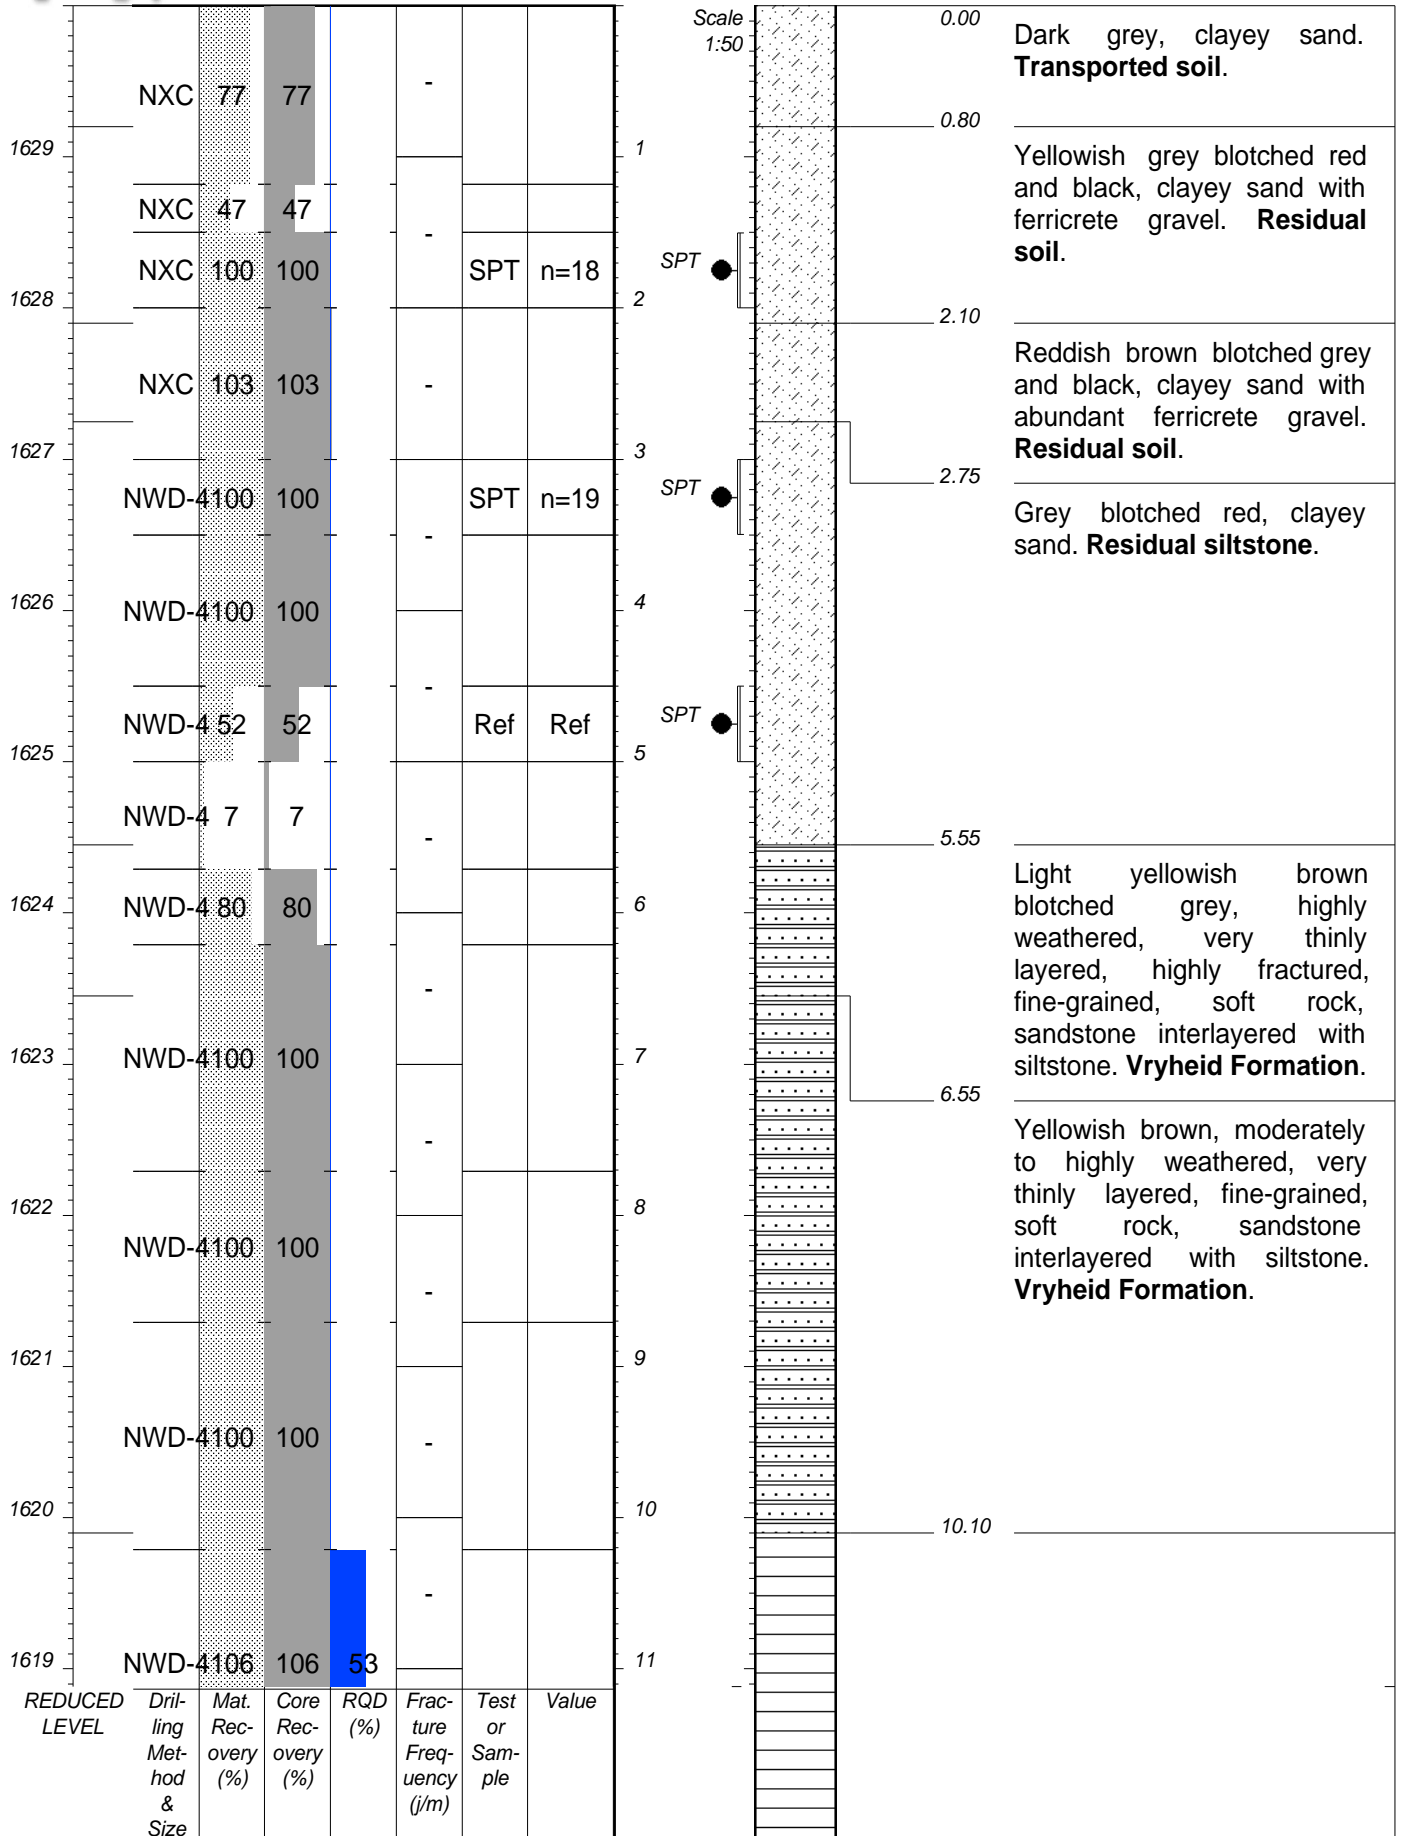 Scale
1:50
0.00
Dark grey, clayey sand.
Transported soil.
NXC 77 77 -
0.80
1629
1
Yellowish grey blotched red
and black, clayey sand with
ferricrete gravel. Residual
soil.
NXC 47 47
-
NXC 100 100 SPT n=18 SPT
1628
2
2.10
Reddish brown blotched grey
and black, clayey sand with
abundant ferricrete gravel.
Residual soil.
NXC 103 103 -
1627
3
2.75
NWD-4 100 100 SPT n=19 SPT
Grey blotched red, clayey
sand. Residual siltstone.
-
1626
4
NWD-4 100 100
-
NWD-4 52 52 Ref Ref SPT
1625
5
NWD-4 7 7
-
5.55
Light yellowish brown
blotched grey, highly
weathered, very thinly
layered, highly fractured,
fine-grained, soft rock,
sandstone interlayered with
siltstone. Vryheid Formation.
1624
6
NWD-4 80 80
-
1623
7
NWD-4 100 100
6.55
Yellowish brown, moderately
to highly weathered, very
thinly layered, fine-grained,
soft rock, sandstone
interlayered with siltstone.
Vryheid Formation.
-
1622
8
NWD-4 100 100
-
1621
9
NWD-4 100 100 -
1620
10
10.10
-
1619
11
NWD-4 106 106 53
REDUCED
LEVEL
Dril-
ling
Met-
hod
&
Size
Mat.
Rec-
overy
(%)
Core
Rec-
overy
(%)
RQD
(%)
Frac-
ture
Freq-
uency
(j/m)
Test
or
Sam-
ple
Value